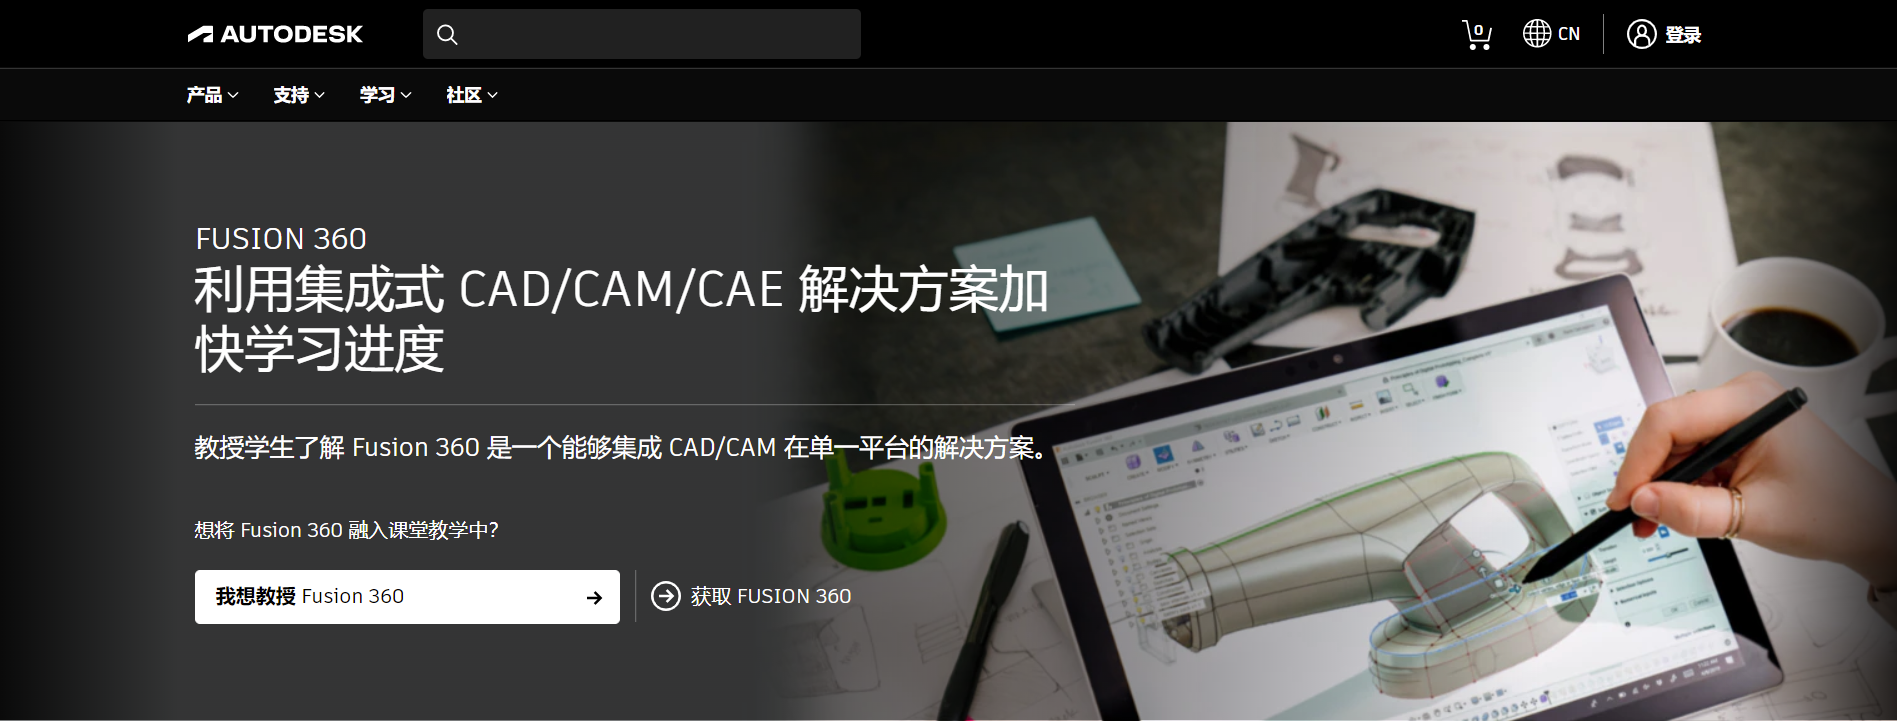 AUTODESK
0
CN
登录
产品
支持
学习
社区
FUSION 360
利用集成式 CAD/CAM/CAE 解决方案加
快学习进度
教授学生了解 Fusion 360 是一个能够集成 CAD/CAM 在单一平台的解决方案。
想将 Fusion 360 融入课堂教学中?
我想教授 Fusion 360
获取 FUSION 360